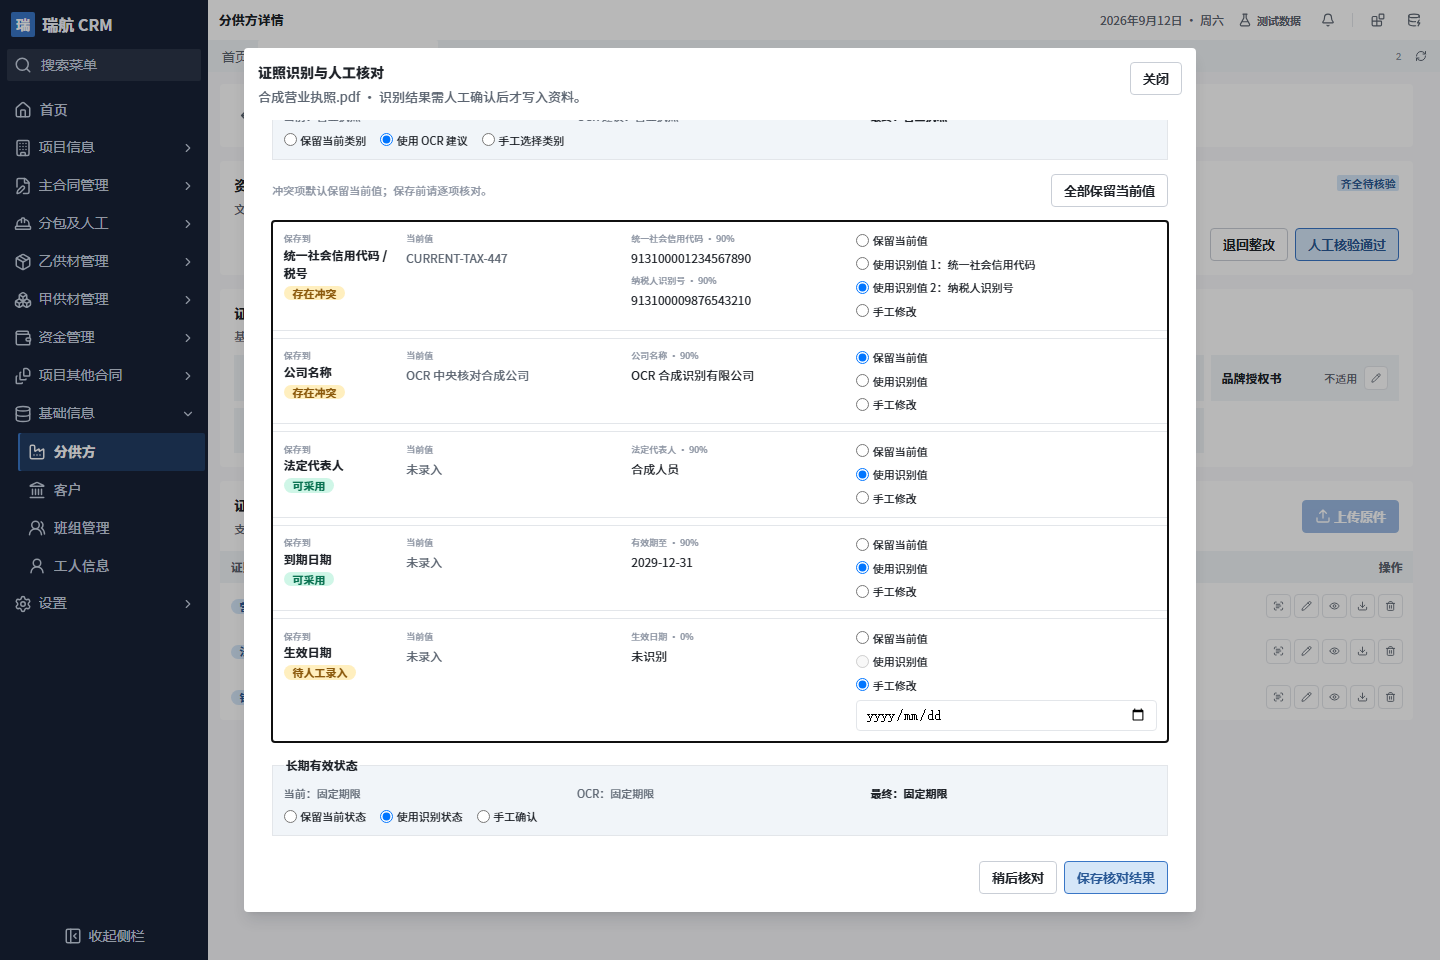 瑞 瑞航 CRM
搜索菜单
首页
项目信息
主合同管理
分包及人工
乙供材管理
甲供材管理
资金管理
项目其他合同
基础信息
分供方
客户
班组管理
工人信息
设置
收起侧栏
分供方详情
2026年9月12日 • 周六
测试数据
首页
2
证照识别与人工核对
合成营业执照.pdf • 识别结果需人工确认后才写入资料。
关闭
保留当前类别 使用 OCR 建议 手工选择类别
冲突项默认保留当前值；保存前请逐项核对。
全部保留当前值
保存到
统一社会信用代码 /
税号
存在冲突
当前值
CURRENT-TAX-447
统一社会信用代码 • 90%
913100001234567890
纳税人识别号 • 90%
913100009876543210
保留当前值
使用识别值 1：统一社会信用代码
使用识别值 2：纳税人识别号
手工修改
保存到
公司名称
存在冲突
当前值
OCR 中央核对合成公司
公司名称 • 90%
OCR 合成识别有限公司
保留当前值
使用识别值
手工修改
保存到
法定代表人
可采用
当前值
未录入
法定代表人 • 90%
合成人员
保留当前值
使用识别值
手工修改
保存到
到期日期
可采用
当前值
未录入
有效期至 • 90%
2029-12-31
保留当前值
使用识别值
手工修改
保存到
生效日期
待人工录入
当前值
未录入
生效日期 • 0%
未识别
保留当前值
使用识别值
手工修改
yyyy/mm/dd
长期有效状态
当前：固定期限
OCR：固定期限
最终：固定期限
保留当前状态 使用识别状态 手工确认
稍后核对
保存核对结果
齐全待核验
退回整改
人工核验通过
品牌授权书
不适用
上传原件
操作